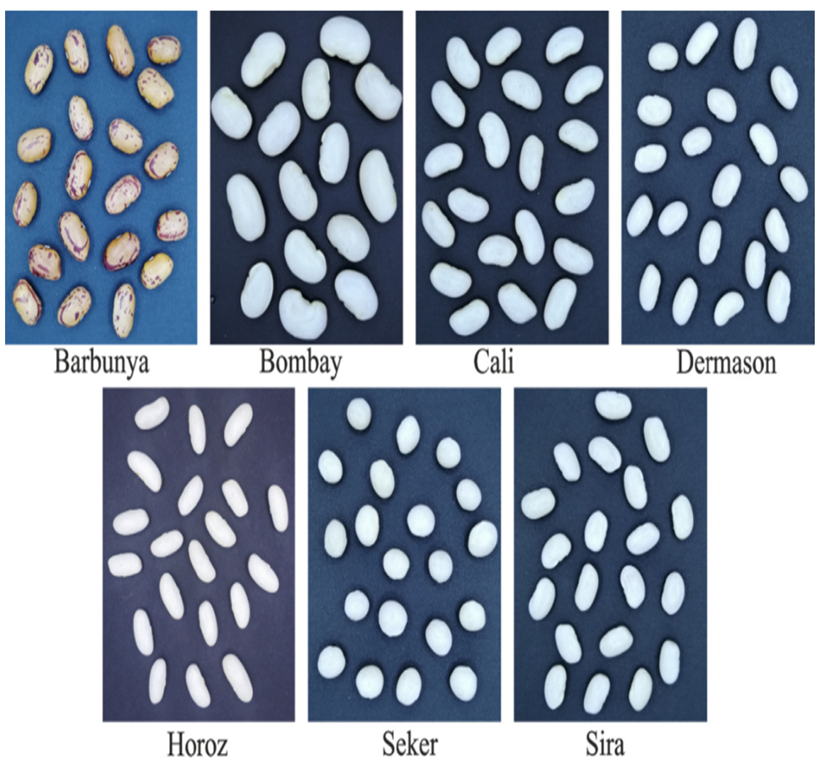 Barbunya
Bombay
Cali
Dermason
Horoz
Seker
Sira